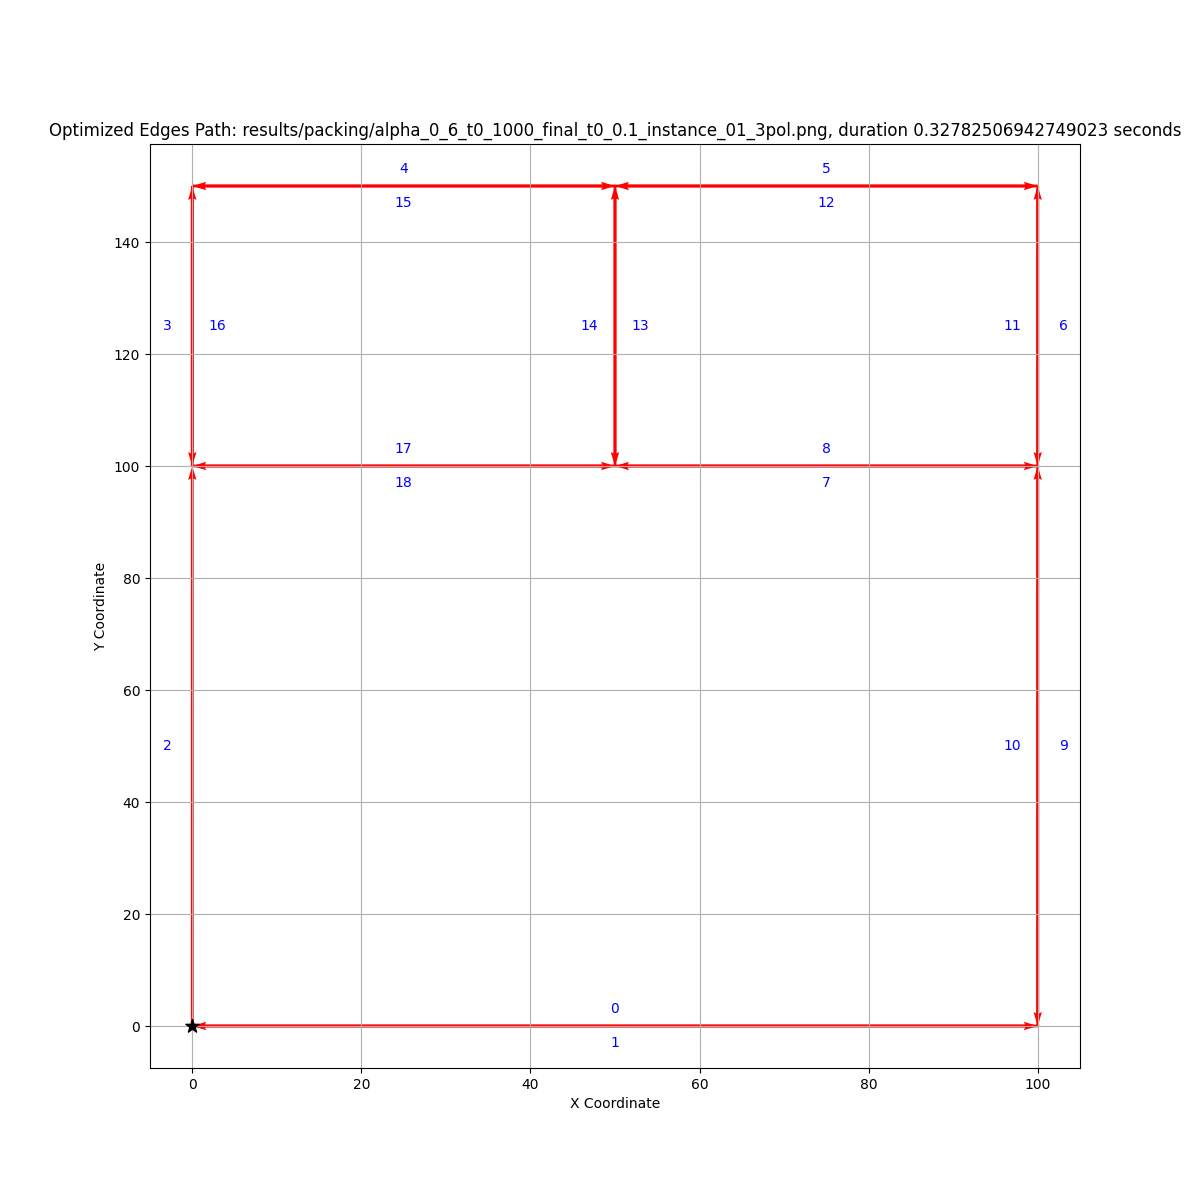 Optimized Edges Path: results/packing/alpha_0_6_t0_1000_final_t0_0.1_instance_01_3pol.png, duration 0.32782506942749023 seconds
4 5
15 12
140
3 16 14 13 11 6
120
17 8
100
18 7
80
Y Coordinate
60
2 10 9
40
20
0
0
1
0 20 40 60 80 100
X Coordinate